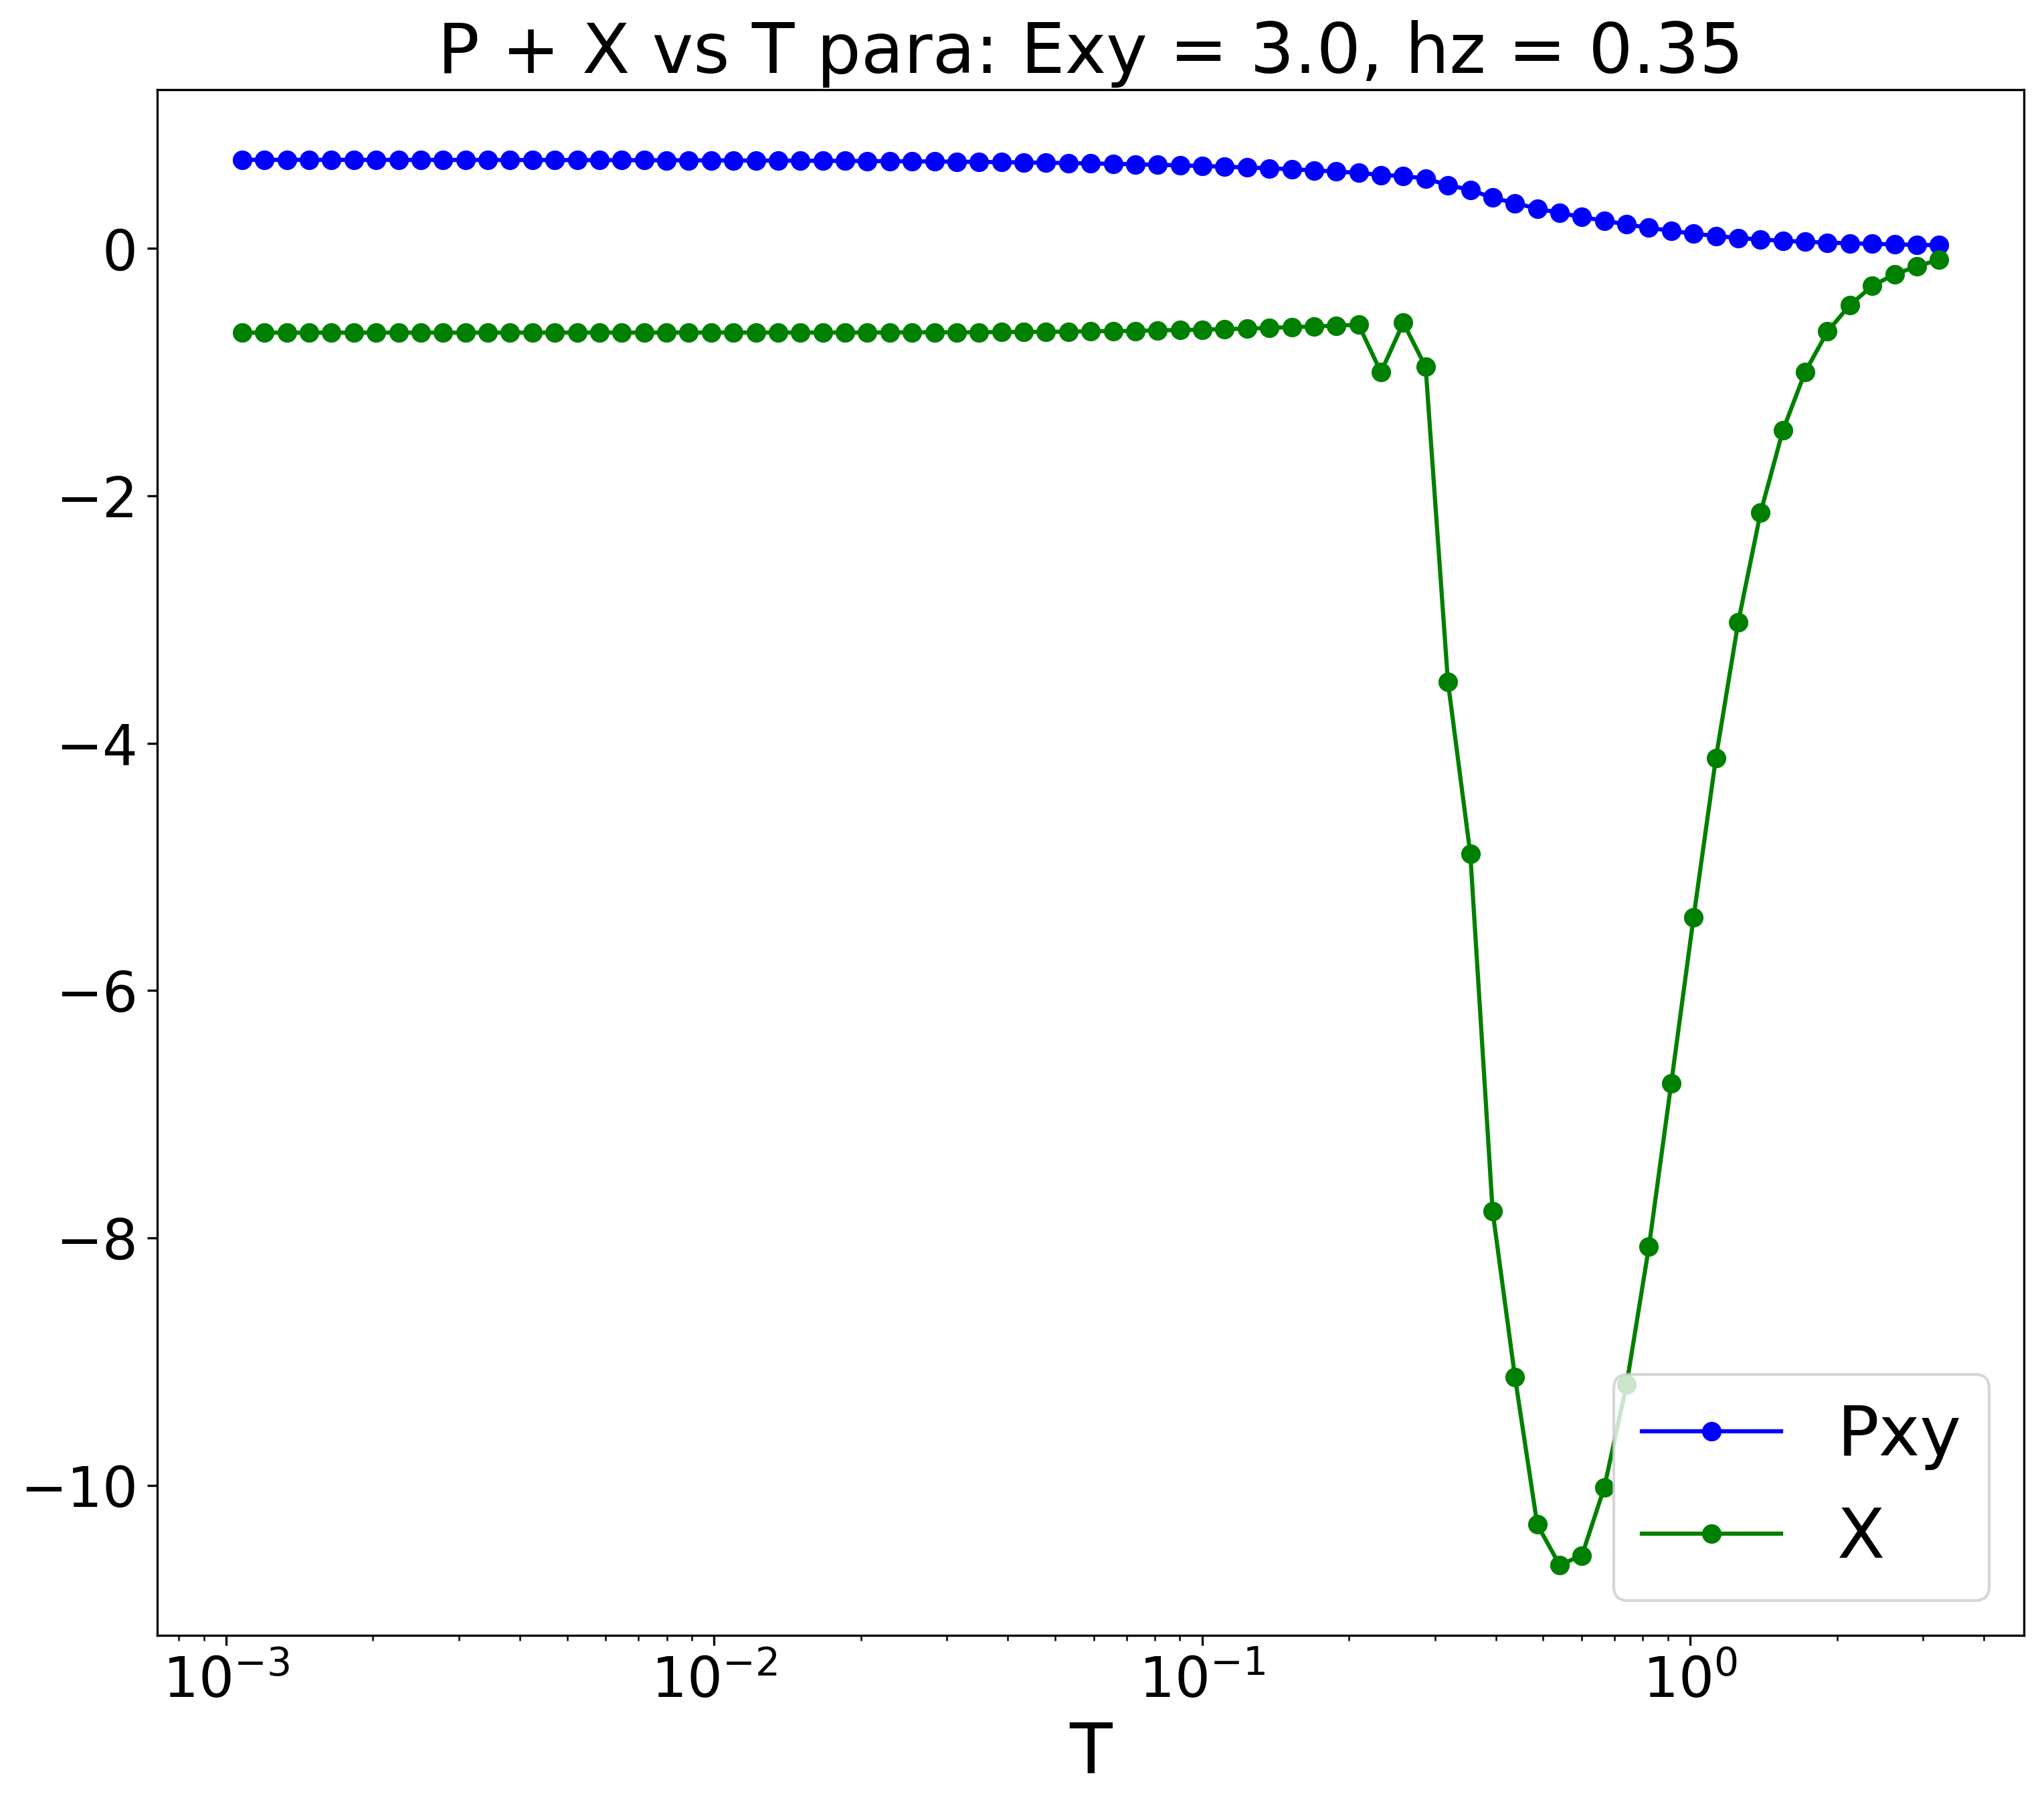 P + X vs T para: Exy = 3.0, hz = 0.35
0
−2
−4
−6
−8
−10
Pxy
X
10⁻³ 10⁻² 10⁻¹ 10⁰
T